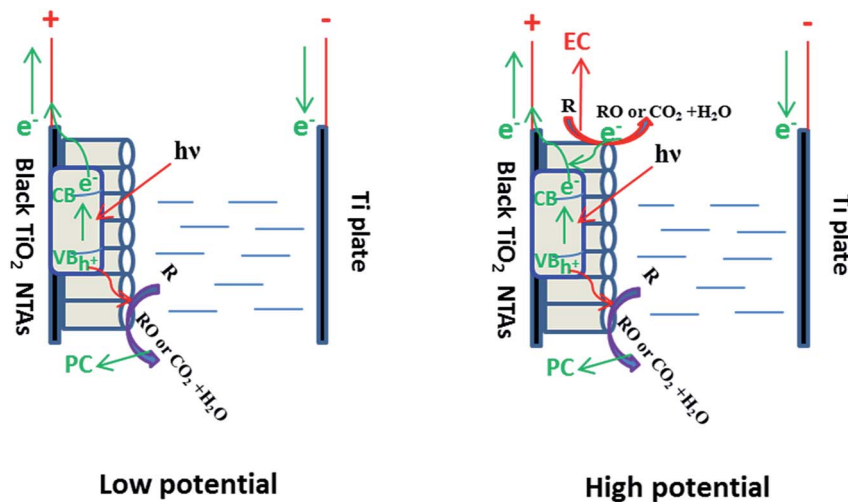 +
-
e-
e-
Black TiO2 NTAs
CB
e-
hν
VB
h+
R
RO or CO2 +H2O
PC
Ti plate
Low potential
+
-
EC
R
RO or CO2 +H2O
e-
e-
e-
Black TiO2 NTAs
CB
e-
hν
VB
h+
R
RO or CO2 +H2O
PC
Ti plate
High potential